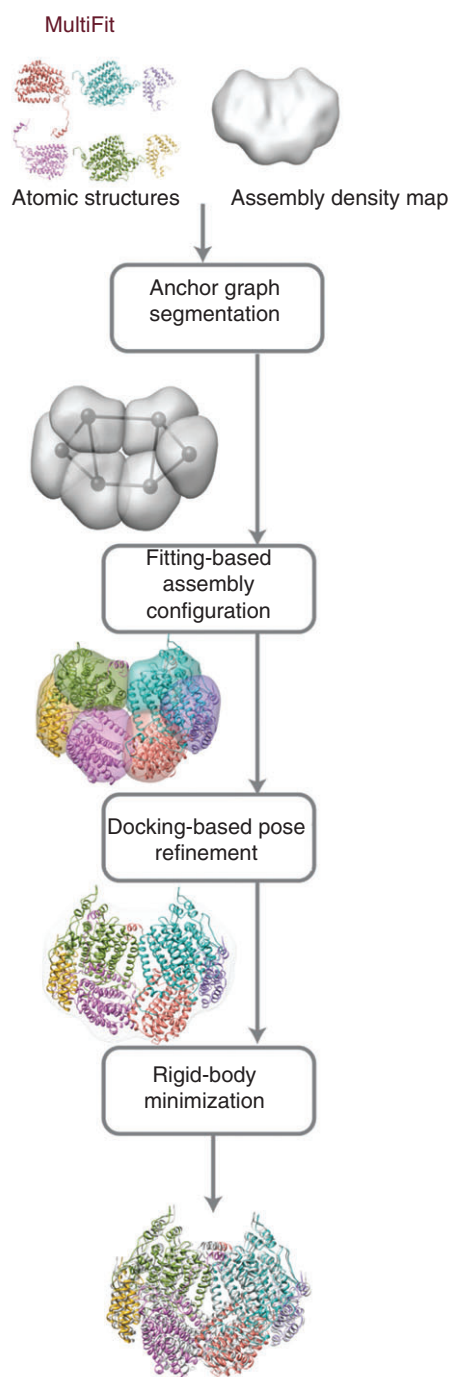 MultiFit
Atomic structures
Assembly density map
Anchor graph
segmentation
Fitting-based
assembly
configuration
Docking-based pose
refinement
Rigid-body
minimization